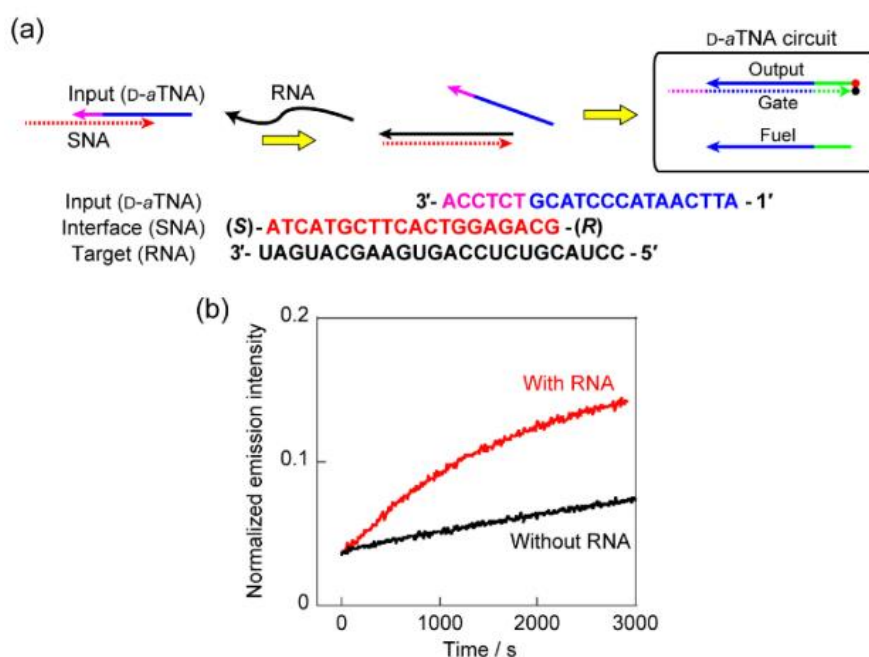 (a)
D-aTNA circuit
Input (D-aTNA)
RNA
Output
SNA
Gate
Fuel
Input (D-aTNA) 3′- ACCTCTGCATCCCATAACTTA - 1′
Interface (SNA) (S)- ATCATGCTTCACTGGAGACG -(R)
Target (RNA) 3′- UAGUACGAAGUGACCUCUGCAUCC - 5′
(b)
0.2
With RNA
0.1
Without RNA
0
Normalized emission intensity
0 1000 2000 3000
Time / s